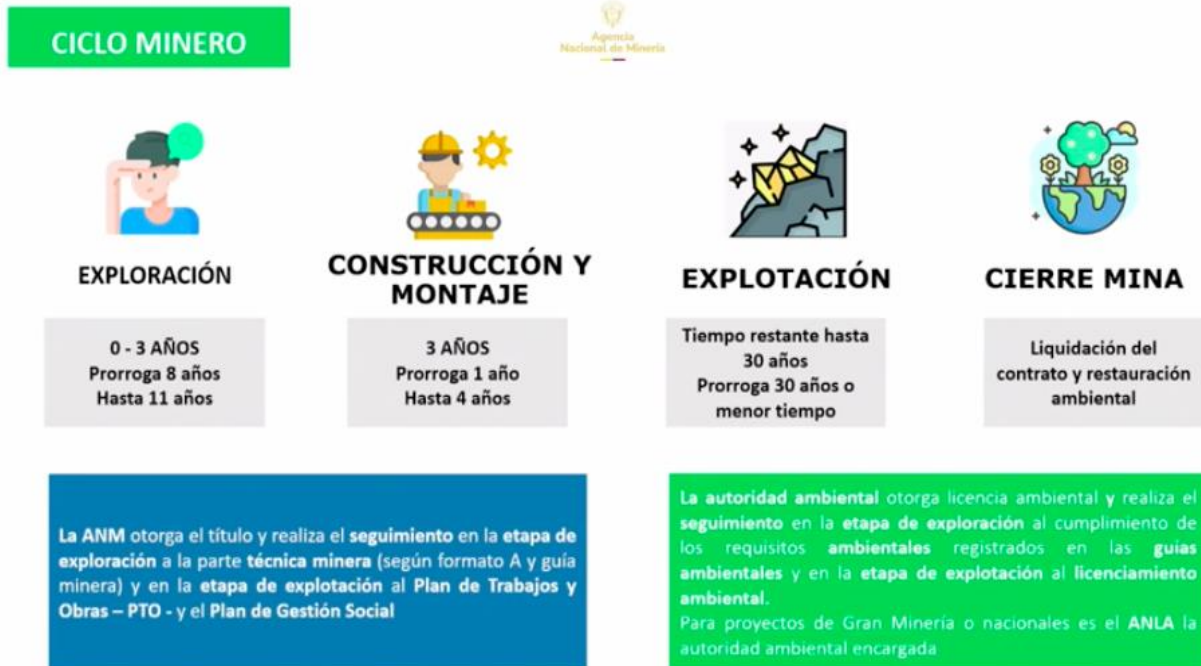 CICLO MINERO
Agencia
Nacional de Minería
EXPLORACIÓN
0 - 3 AÑOS
Prorroga 8 años
Hasta 11 años
CONSTRUCCIÓN Y
MONTAJE
3 AÑOS
Prorroga 1 año
Hasta 4 años
EXPLOTACIÓN
Tiempo restante hasta
30 años
Prorroga 30 años o
menor tiempo
CIERRE MINA
Liquidación del
contrato y restauración
ambiental
La ANM otorga el título y realiza el seguimiento en la etapa de
exploración a la parte técnica minera (según formato A y guía
minera) y en la etapa de explotación al Plan de Trabajos y
Obras – PTO - y el Plan de Gestión Social
La autoridad ambiental otorga licencia ambiental y realiza el
seguimiento en la etapa de exploración al cumplimiento de
los requisitos ambientales registrados en las guias
ambientales y en la etapa de explotación al licenciamiento
ambiental.
Para proyectos de Gran Minería o nacionales es el ANLA la
autoridad ambiental encargada